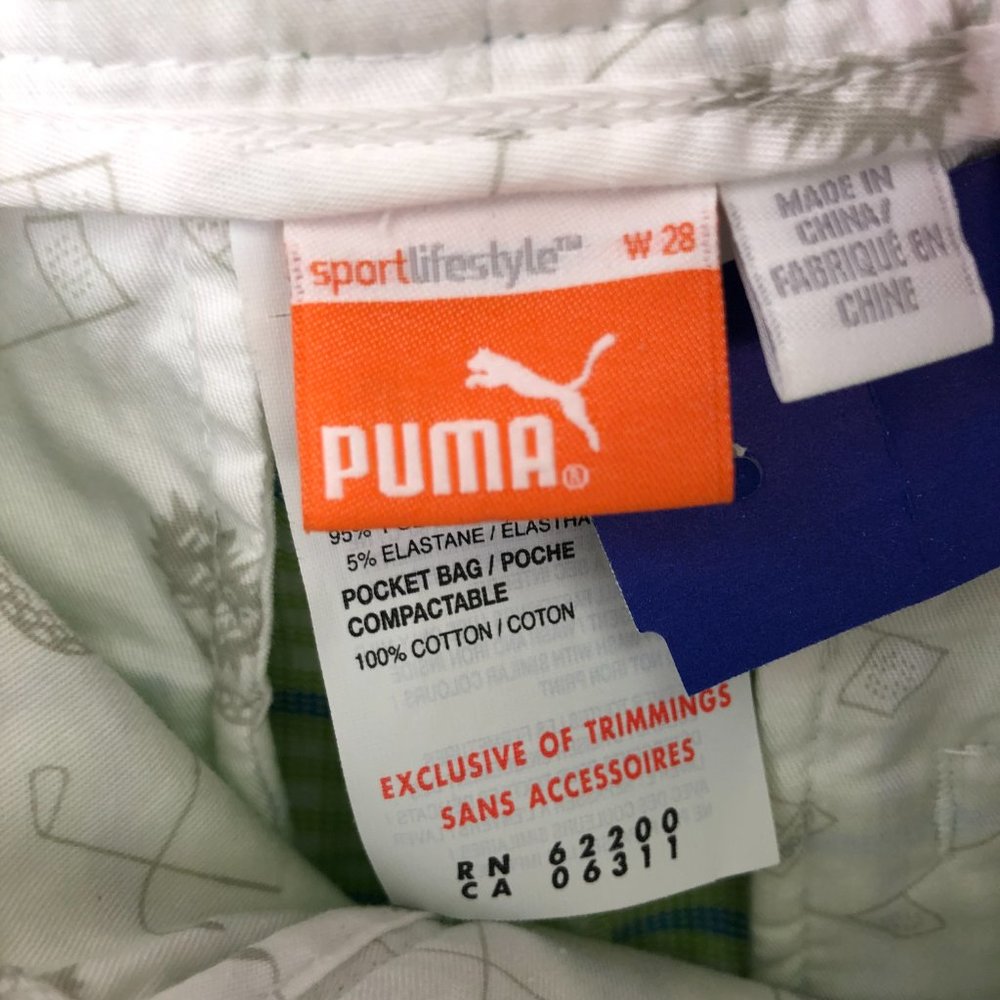 sportlifestyle™ W 28
PUMA®
MADE IN
CHINA/
FABRIQUÉ EN
CHINE
95%
5% ELASTANE / ELASTHA
POCKET BAG / POCHE
COMPACTABLE
100% COTTON / COTON
EXCLUSIVE OF TRIMMINGS
SANS ACCESSOIRES
RN 62200
CA 06311